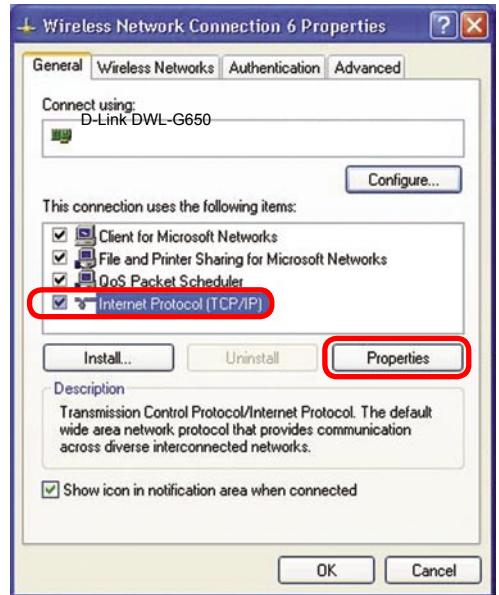 Wireless Network Connection 6 Properties
General Wireless Networks Authentication Advanced
Connect using:
D-Link DWL-G650
Configure...
This connection uses the following items:
Client for Microsoft Networks
File and Printer Sharing for Microsoft Networks
QoS Packet Scheduler
Internet Protocol (TCP/IP)
Install... Uninstall Properties
Description
Transmission Control Protocol/Internet Protocol. The default
wide area network protocol that provides communication
across diverse interconnected networks.
Show icon in notification area when connected
OK Cancel